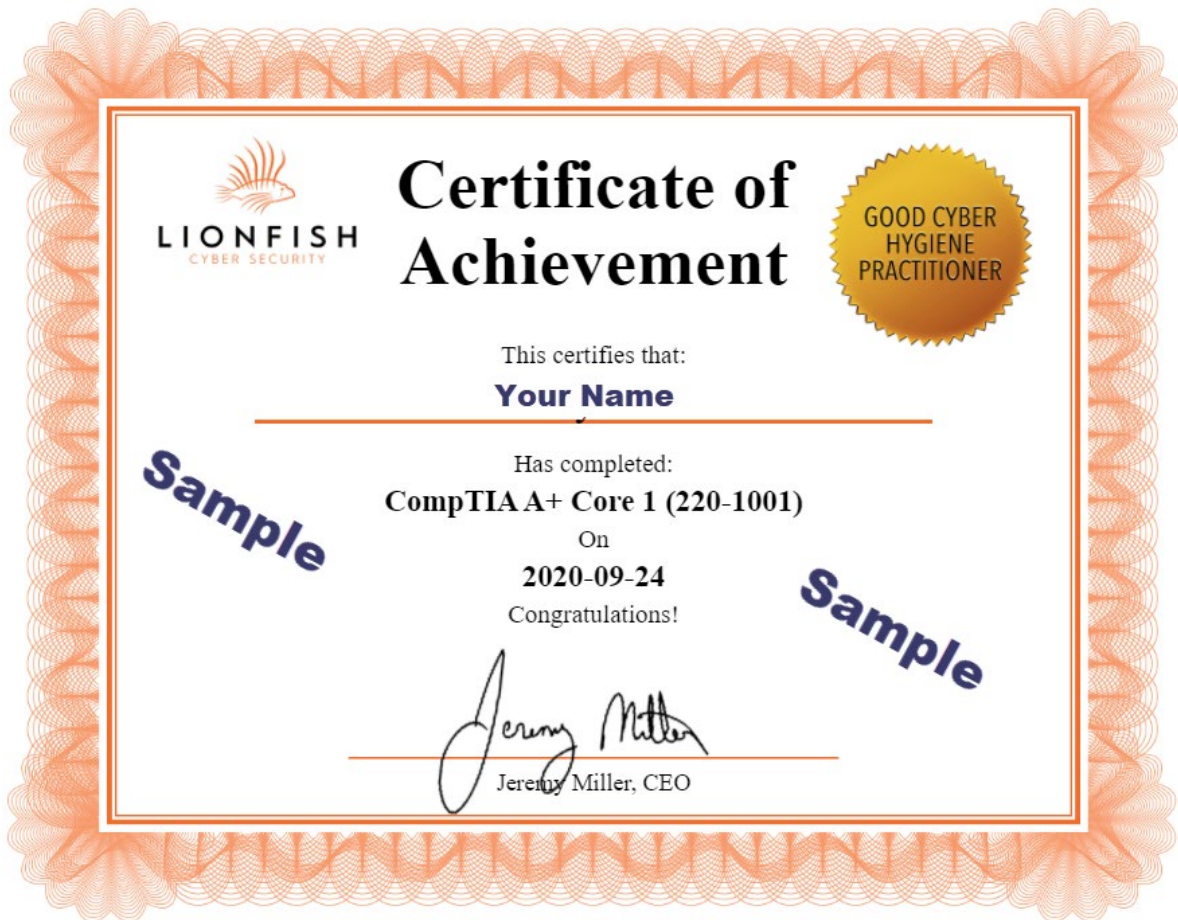 LIONFISH
CYBER SECURITY
Certificate of
Achievement
GOOD CYBER
HYGIENE
PRACTITIONER
This certifies that:
Your Name
Has completed:
CompTIA A+ Core 1 (220-1001)
On
2020-09-24
Congratulations!
Sample
Sample
Jeremy Miller
Jeremy Miller, CEO